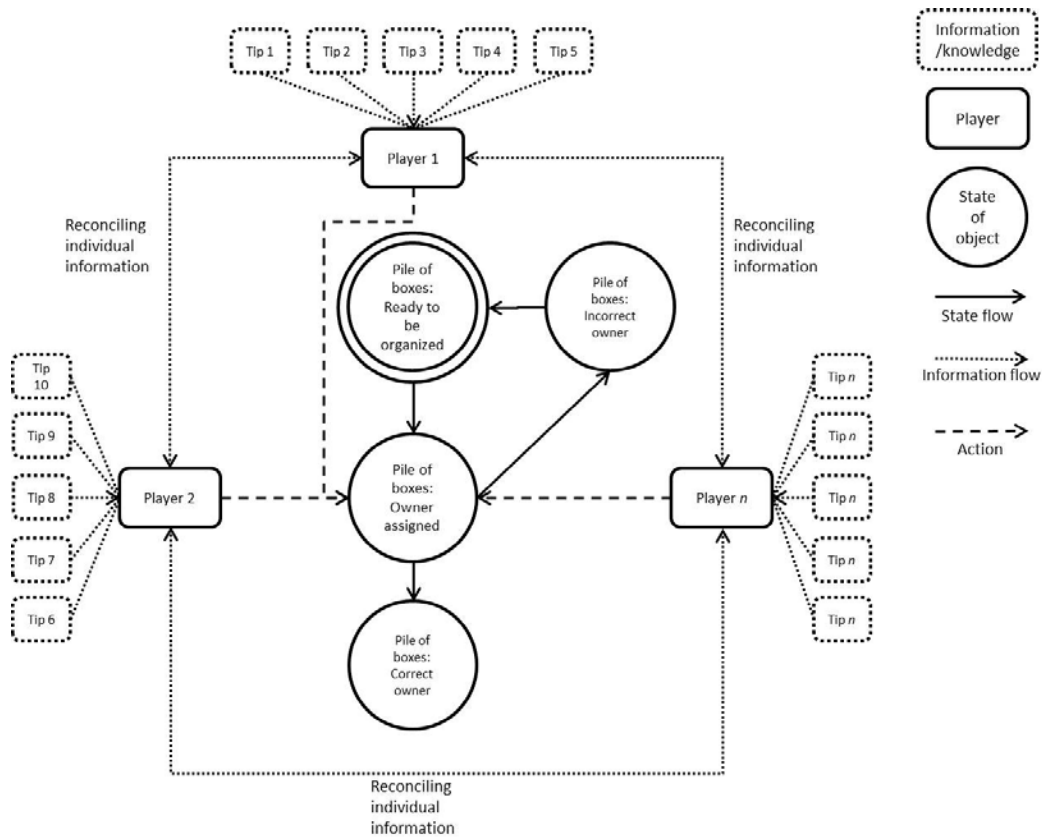 Tip 1
Tip 2
Tip 3
Tip 4
Tip 5
Player 1
Reconciling
individual
information
Reconciling
individual
information
Pile of
boxes:
Ready to
be
organized
Pile of
boxes:
Incorrect
owner
Tip
10
Tip 9
Tip 8
Tip 7
Tip 6
Player 2
Pile of
boxes:
Owner
assigned
Player n
Tip n
Tip n
Tip n
Tip n
Tip n
Pile of
boxes:
Correct
owner
Reconciling
individual
information
Information
/knowledge
Player
State
of
object
State flow
Information flow
Action